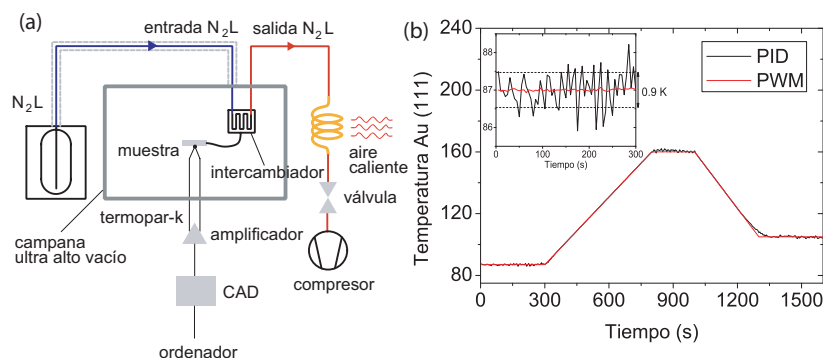 (a)
entrada N₂L
salida N₂L
N₂L
muestra
intercambiador
aire
caliente
termopar-k
válvula
campana
ultra alto vacío
amplificador
compresor
CAD
ordenador
(b)
Temperatura Au (111)
240
200
160
120
80
0 300 600 900 1200 1500
Tiempo (s)
PID
PWM
88
87
86
0 100 200 300
Tiempo (s)
0.9 K